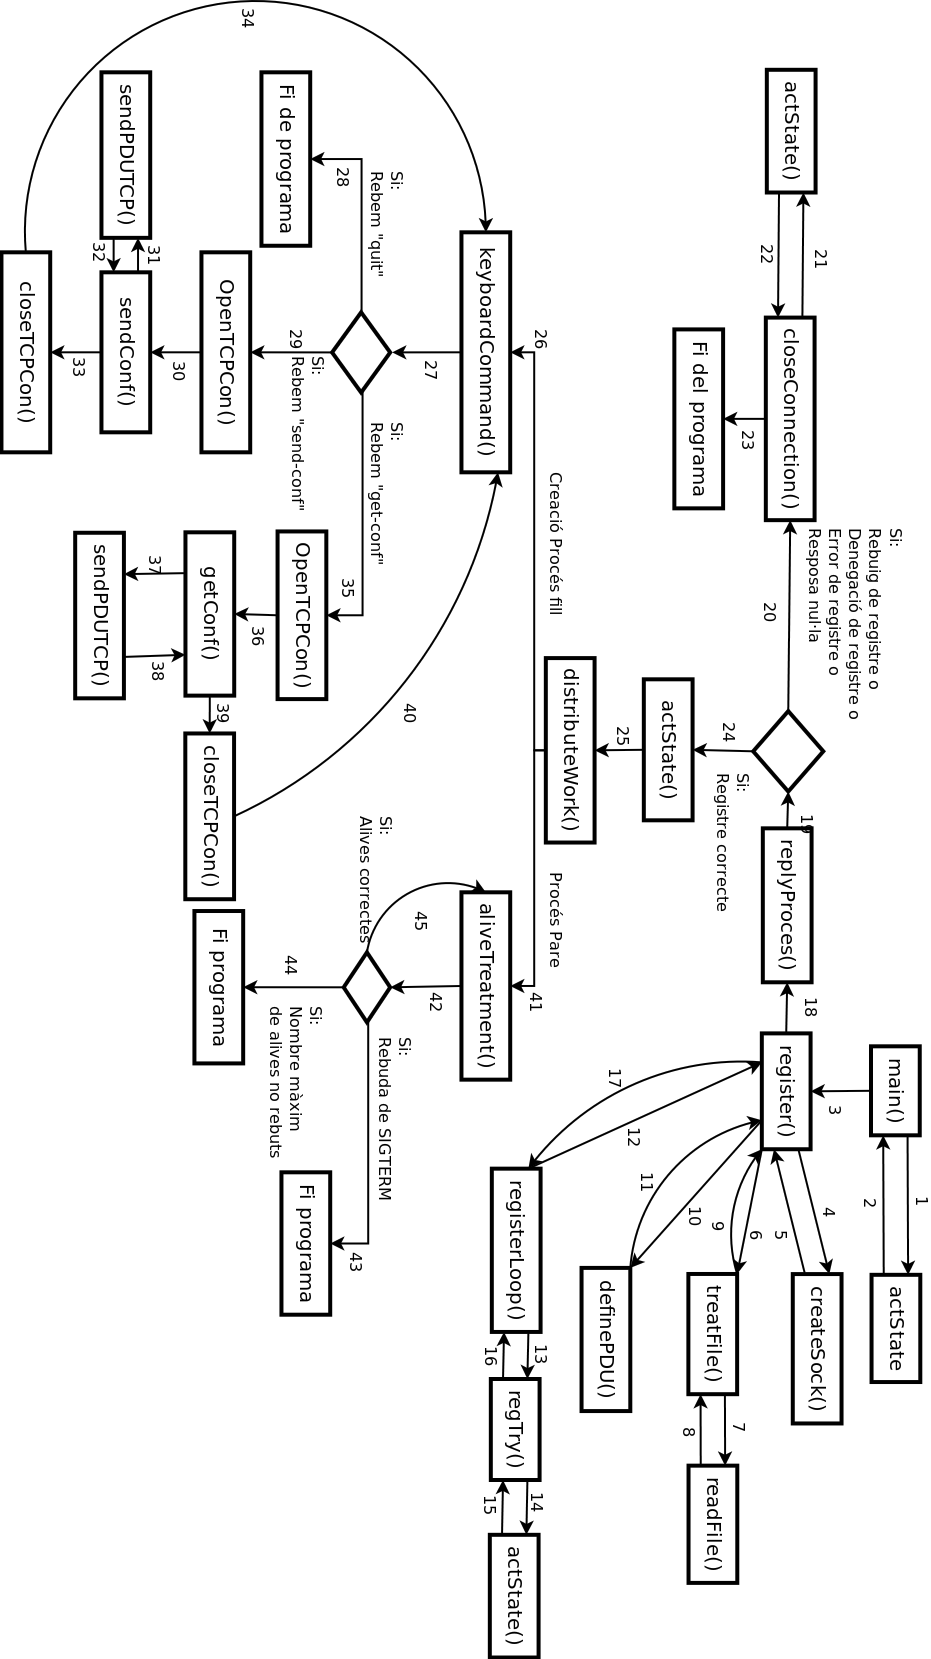 main()
1
actState
2
3
register()
4
createSock()
5
6
treatFile()
7
readFile()
8
9
10
definePDU()
11
12
registerLoop()
13
regTry()
14
actState()
15
16
17
18
replyProces()
19
20
Si:
Rebuig de registre o
Denegació de registre o
Error de registre o
Resposa nul·la
closeConnection()
21
actState()
22
23
Fi del programa
24
Si:
Registre correcte
actState()
25
distributeWork()
Creació Procés fill
Procés Pare
26
keyboardCommand()
27
Si:
Rebem "quit"
28
Fi de programa
Si:
Rebem "send-conf"
29
OpenTCPCon()
30
sendConf()
31
sendPDUTCP()
32
33
closeTCPCon()
34
Si:
Rebem "get-conf"
35
OpenTCPCon()
36
getConf()
37
sendPDUTCP()
38
39
closeTCPCon()
40
41
aliveTreatment()
42
Si:
Rebuda de SIGTERM
43
Fi programa
Si:
Nombre màxim
de alives no rebuts
44
Fi programa
Si:
Alives correctes
45